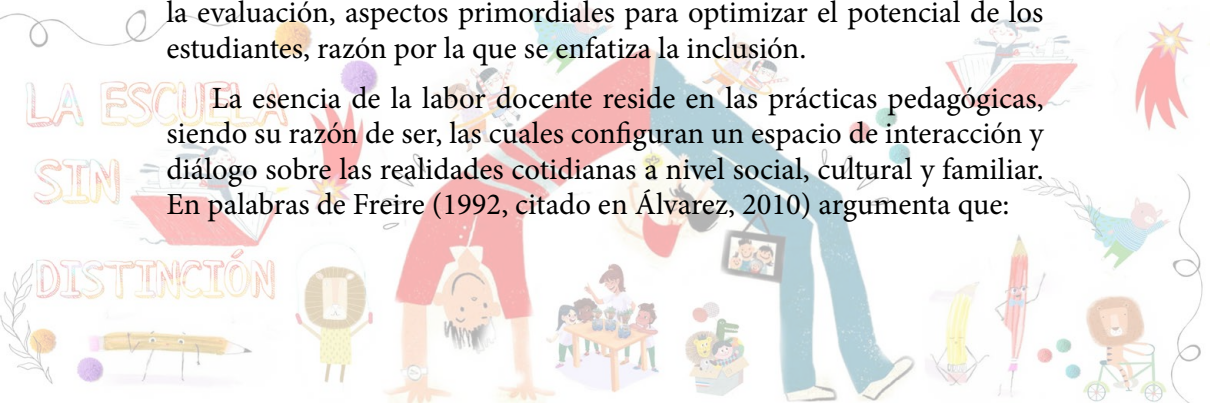 la evaluación, aspectos primordiales para optimizar el potencial de los
estudiantes, razón por la que se enfatiza la inclusión.
La esencia de la labor docente reside en las prácticas pedagógicas,
siendo su razón de ser, las cuales configuran un espacio de interacción y
diálogo sobre las realidades cotidianas a nivel social, cultural y familiar.
En palabras de Freire (1992, citado en Álvarez, 2010) argumenta que:
LA ESCUELA
SIN
DISTINCIÓN